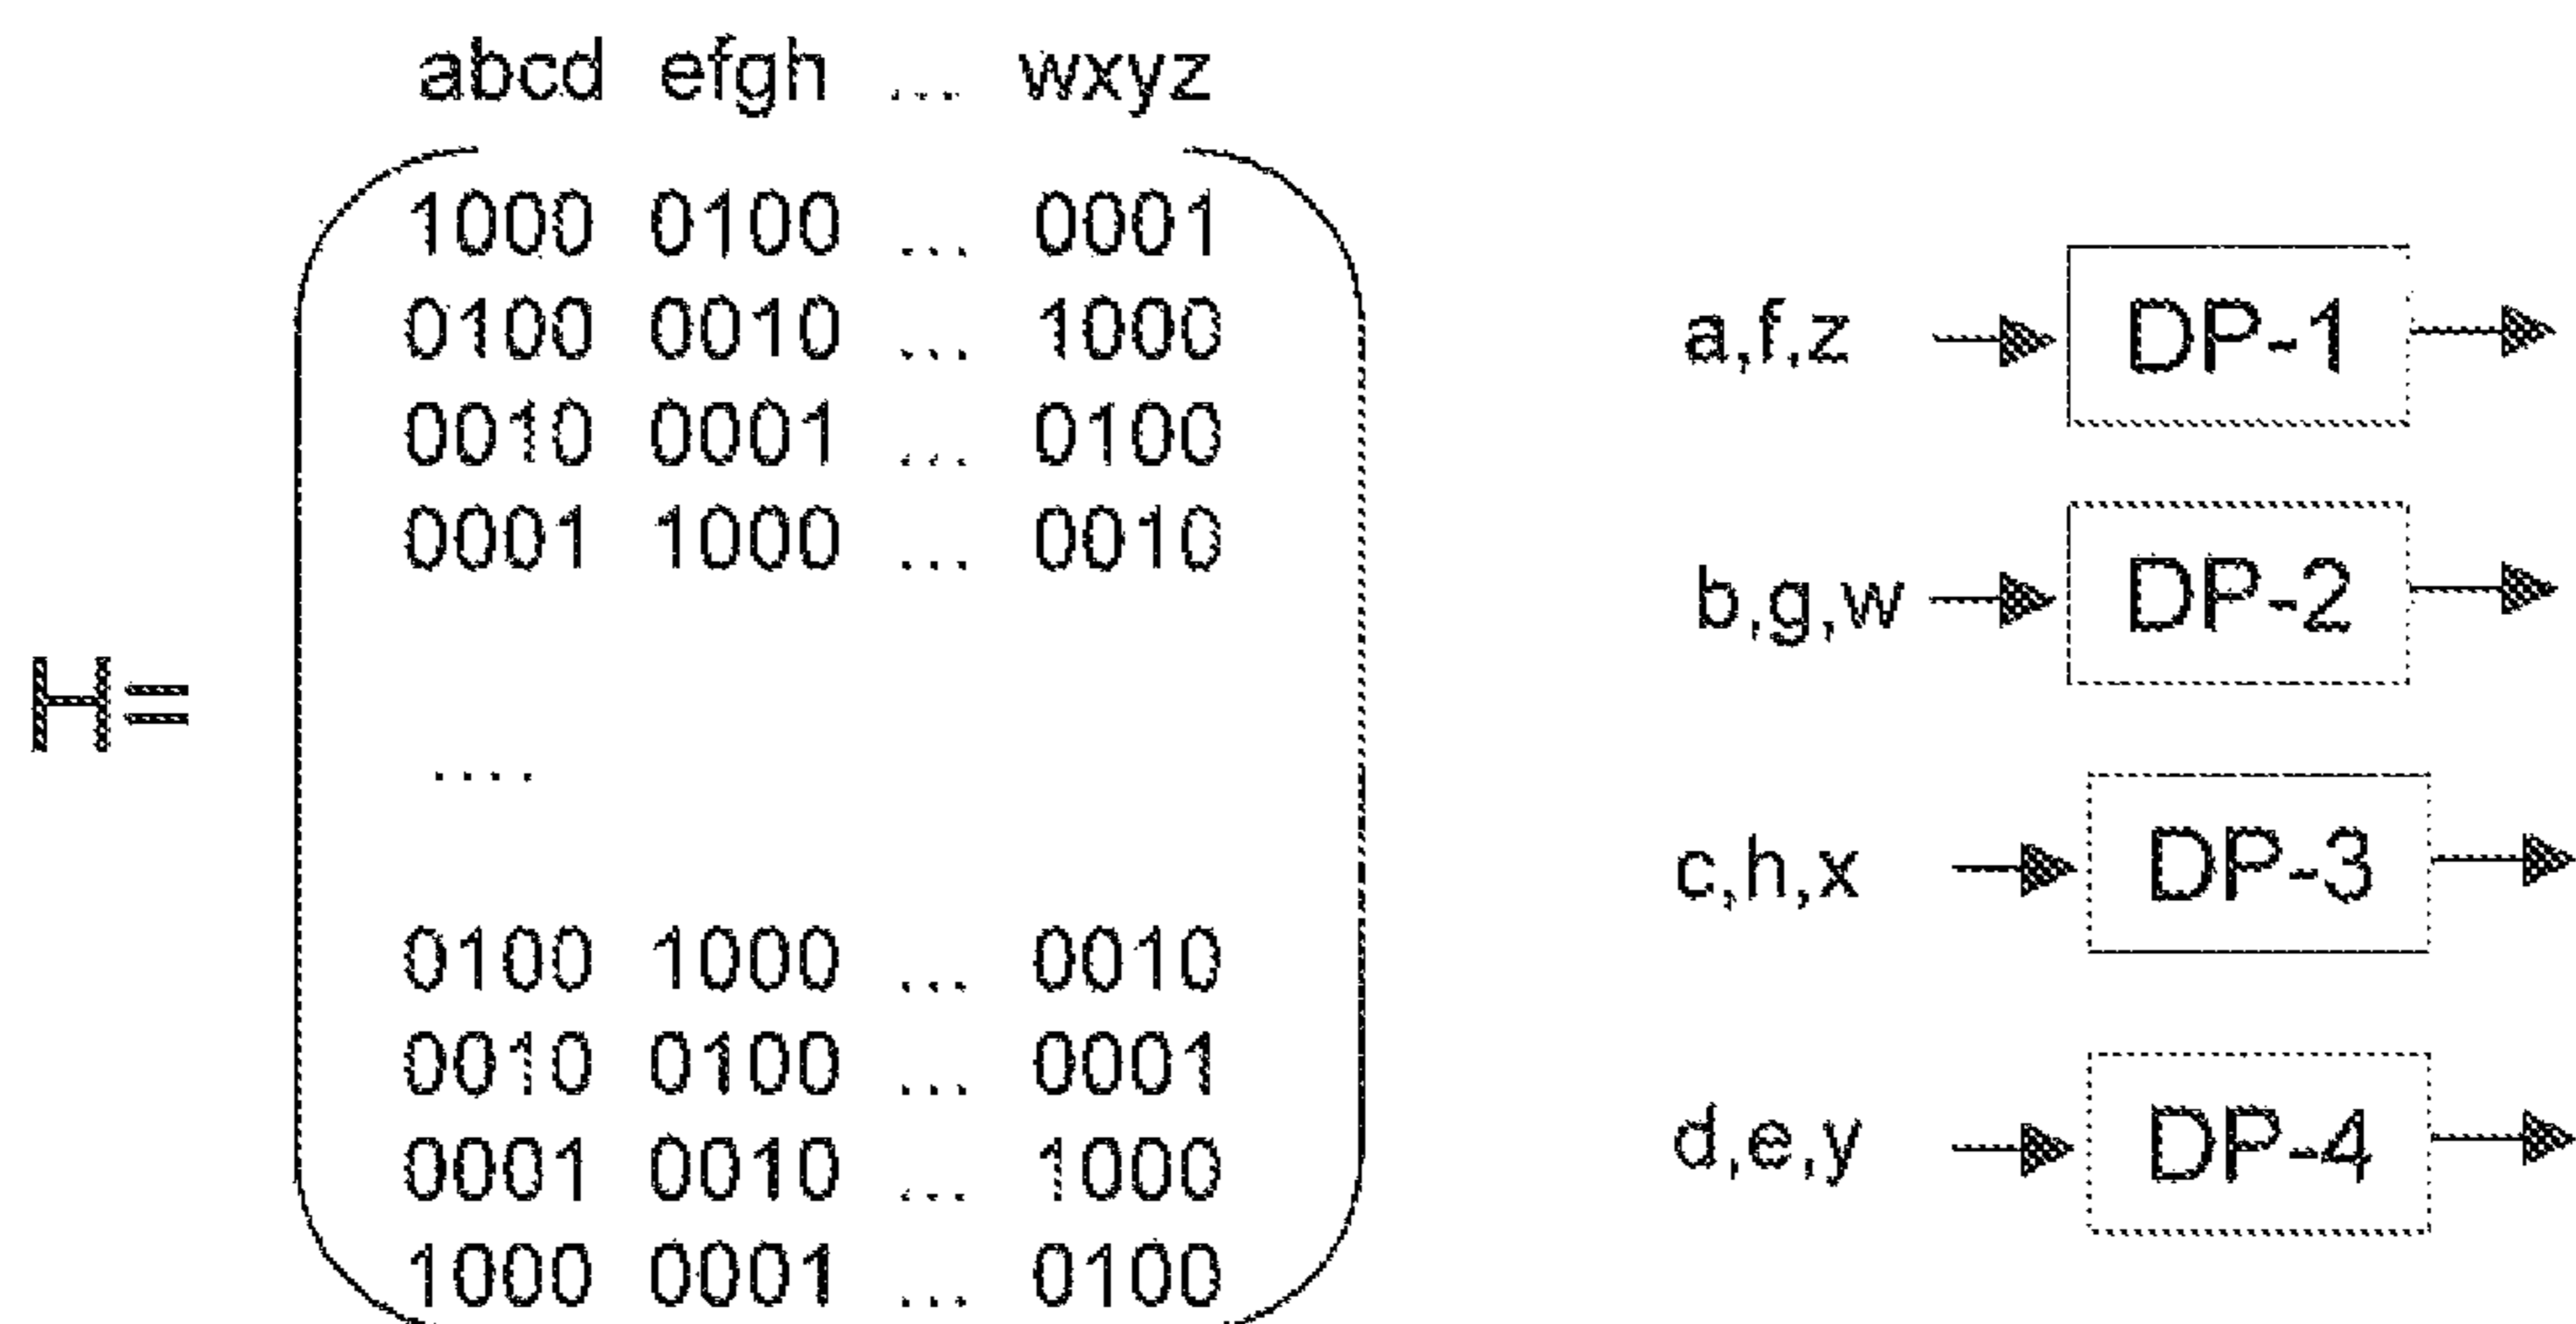 abcd efgh ... wxyz
1000 0100 ... 0001
0100 0010 ... 1000
0010 0001 ... 0100
0001 1000 ... 0010
H=
....
0100 1000 ... 0010
0010 0100 ... 0001
0001 0010 ... 1000
1000 0001 ... 0100
a,f,z DP-1
b,g,w DP-2
c,h,x DP-3
d,e,y DP-4